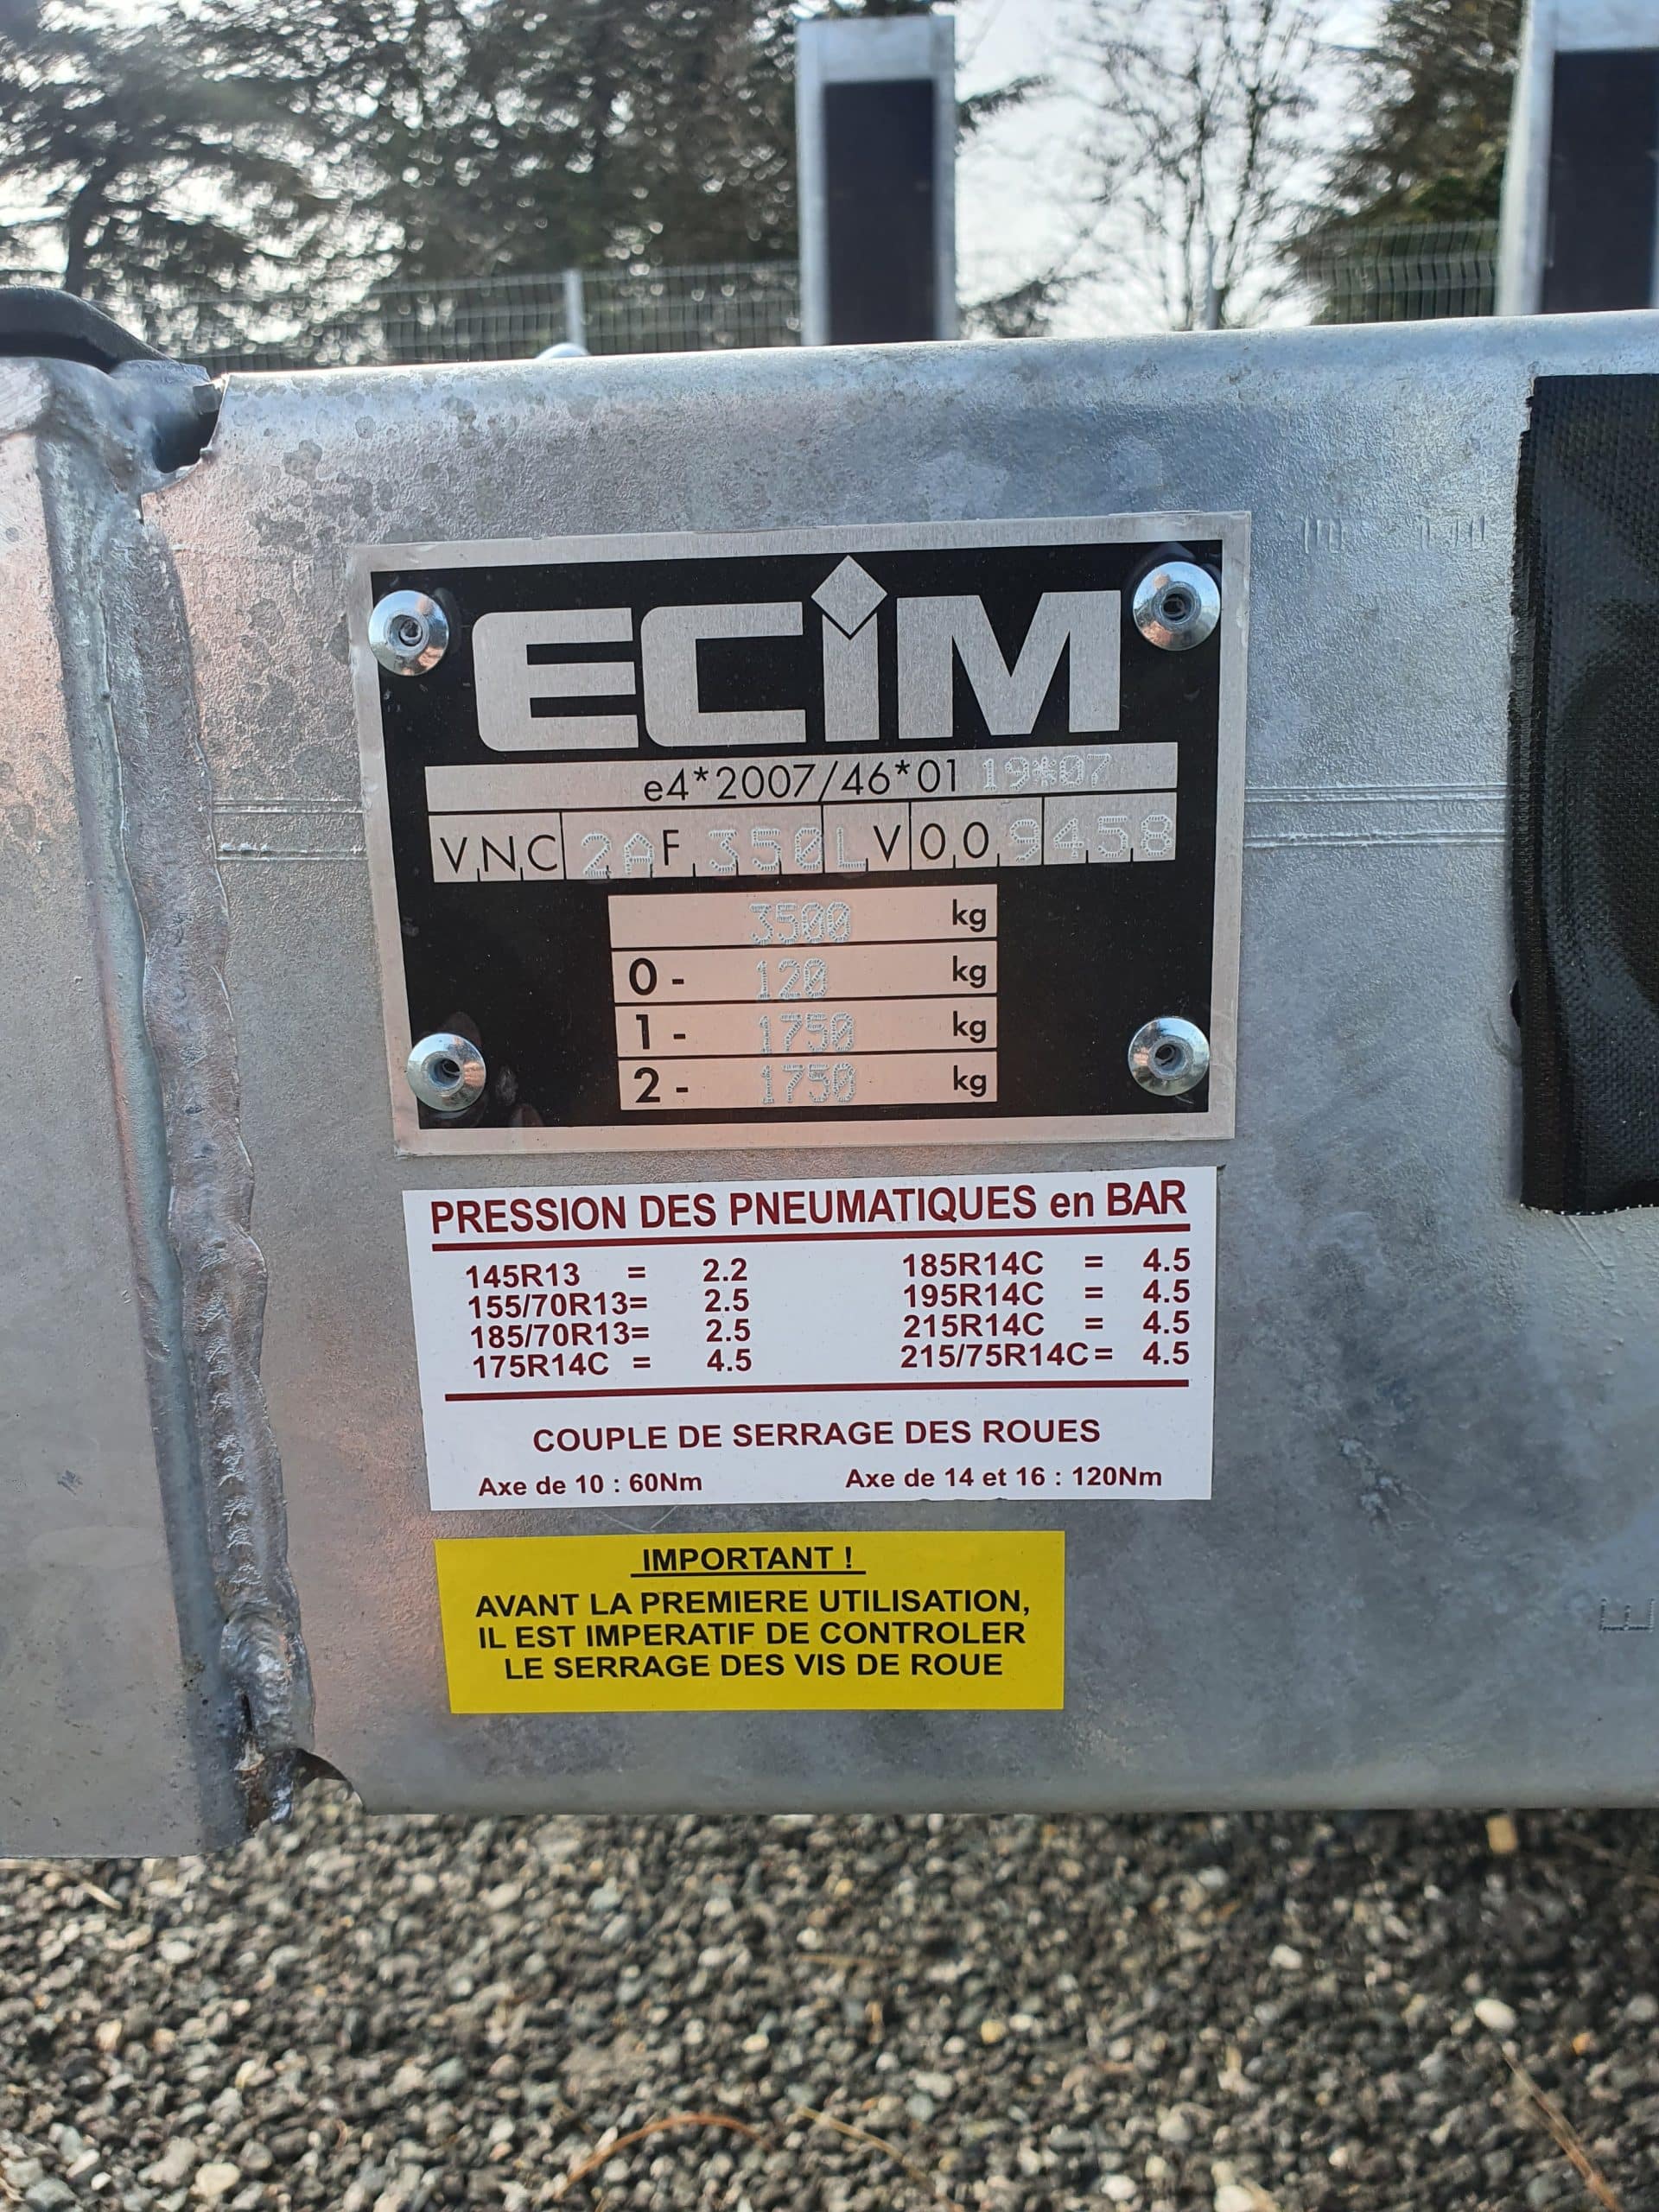 ECiM
e4*2007/46*01 19*07
VNC 2AF350LV009458
3500 kg
0 - 120 kg
1 - 1750 kg
2 - 1750 kg
PRESSION DES PNEUMATIQUES en BAR
145R13 = 2.2 185R14C = 4.5
155/70R13= 2.5 195R14C = 4.5
185/70R13= 2.5 215R14C = 4.5
175R14C = 4.5 215/75R14C= 4.5
COUPLE DE SERRAGE DES ROUES
Axe de 10 : 60Nm Axe de 14 et 16 : 120Nm
IMPORTANT !
AVANT LA PREMIERE UTILISATION,
IL EST IMPERATIF DE CONTROLER
LE SERRAGE DES VIS DE ROUE